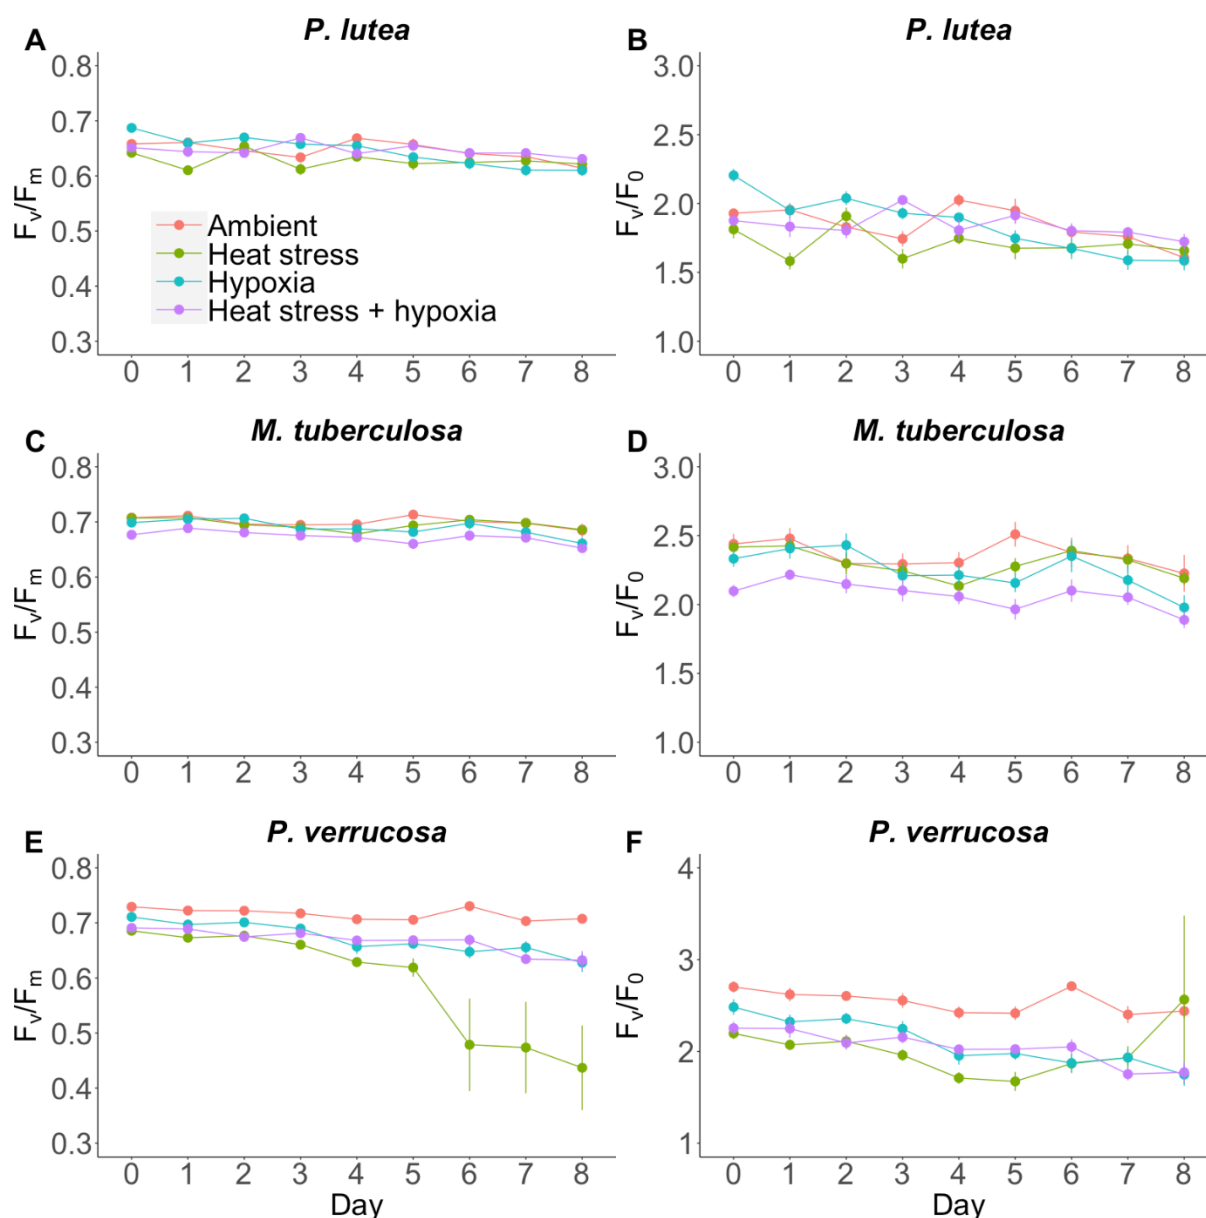 A
P. lutea
0.8
0.7
0.6
0.5
0.4
0.3
Fv/Fm
Ambient
Heat stress
Hypoxia
Heat stress + hypoxia
0 1 2 3 4 5 6 7 8
B
P. lutea
3.0
2.5
2.0
1.5
1.0
Fv/F0
0 1 2 3 4 5 6 7 8
C
M. tuberculosa
0.8
0.7
0.6
0.5
0.4
0.3
Fv/Fm
0 1 2 3 4 5 6 7 8
D
M. tuberculosa
3.0
2.5
2.0
1.5
1.0
Fv/F0
0 1 2 3 4 5 6 7 8
E
P. verrucosa
0.8
0.7
0.6
0.5
0.4
0.3
Fv/Fm
0 1 2 3 4 5 6 7 8
Day
F
P. verrucosa
4
3
2
1
Fv/F0
0 1 2 3 4 5 6 7 8
Day